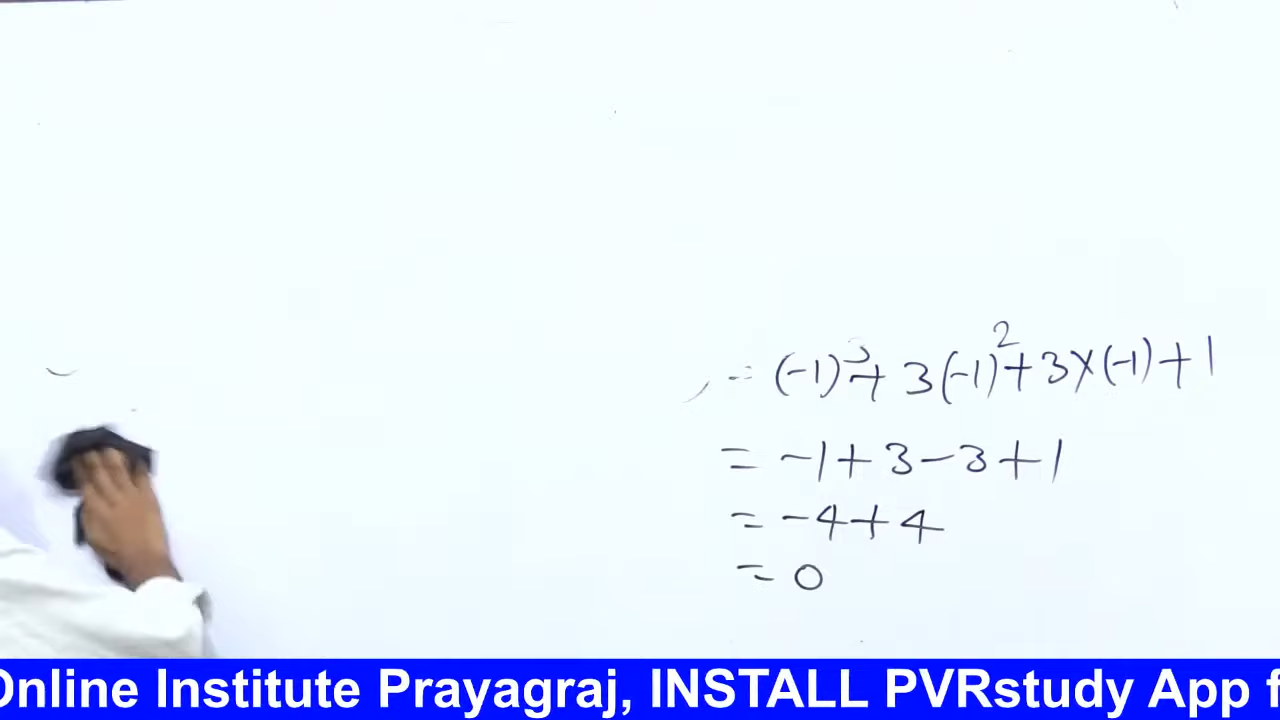 = (-1)³ + 3(-1)² + 3×(-1) + 1
= -1 + 3 - 3 + 1
= -4 + 4
= 0
Online Institute Prayagraj, INSTALL PVRstudy App f